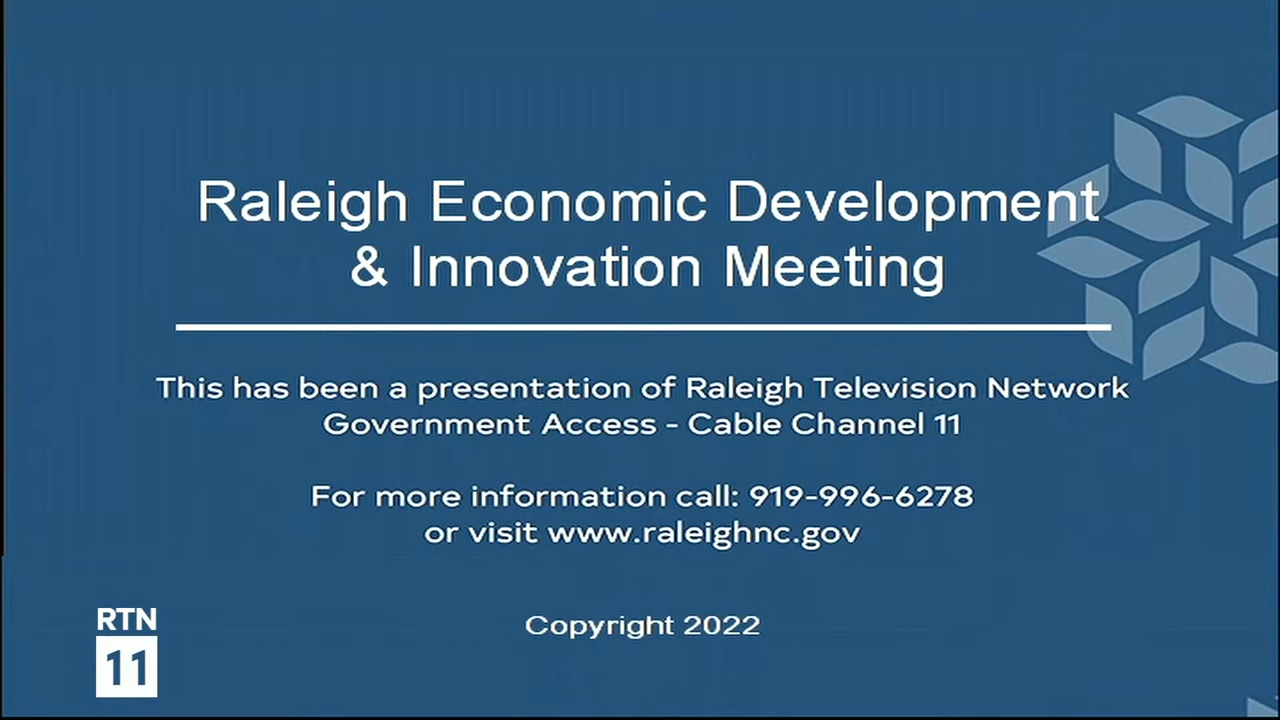 Raleigh Economic Development
& Innovation Meeting
This has been a presentation of Raleigh Television Network
Government Access - Cable Channel 11
For more information call: 919-996-6278
or visit www.raleighnc.gov
Copyright 2022
RTN
11